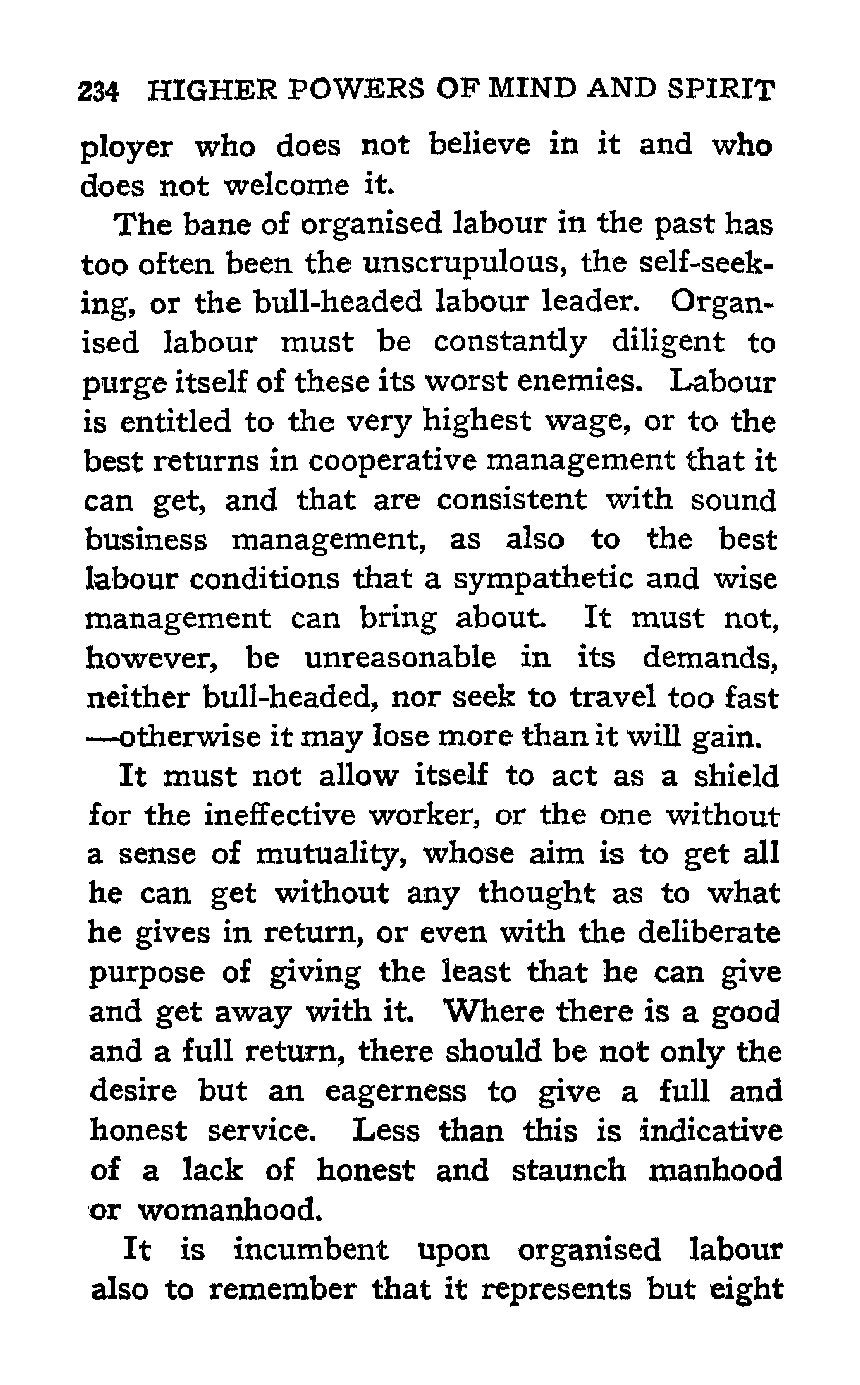 234 HIGHER POWERS OF MIND AND SPIRIT
ployer who does not believe in it and who
does not welcome it.
The bane of organised labour in the past has
too often been the unscrupulous, the self-seek-
ing, or the bull-headed labour leader. Organ-
ised labour must be constantly diligent to
purge itself of these its worst enemies. Labour
is entitled to the very highest wage, or to the
best returns in cooperative management that it
can get, and that are consistent with sound
business management, as also to the best
labour conditions that a sympathetic and wise
management can bring about. It must not,
however, be unreasonable in its demands,
neither bull-headed, nor seek to travel too fast
—otherwise it may lose more than it will gain.
It must not allow itself to act as a shield
for the ineffective worker, or the one without
a sense of mutuality, whose aim is to get all
he can get without any thought as to what
he gives in return, or even with the deliberate
purpose of giving the least that he can give
and get away with it. Where there is a good
and a full return, there should be not only the
desire but an eagerness to give a full and
honest service. Less than this is indicative
of a lack of honest and staunch manhood
or womanhood.
It is incumbent upon organised labour
also to remember that it represents but eight